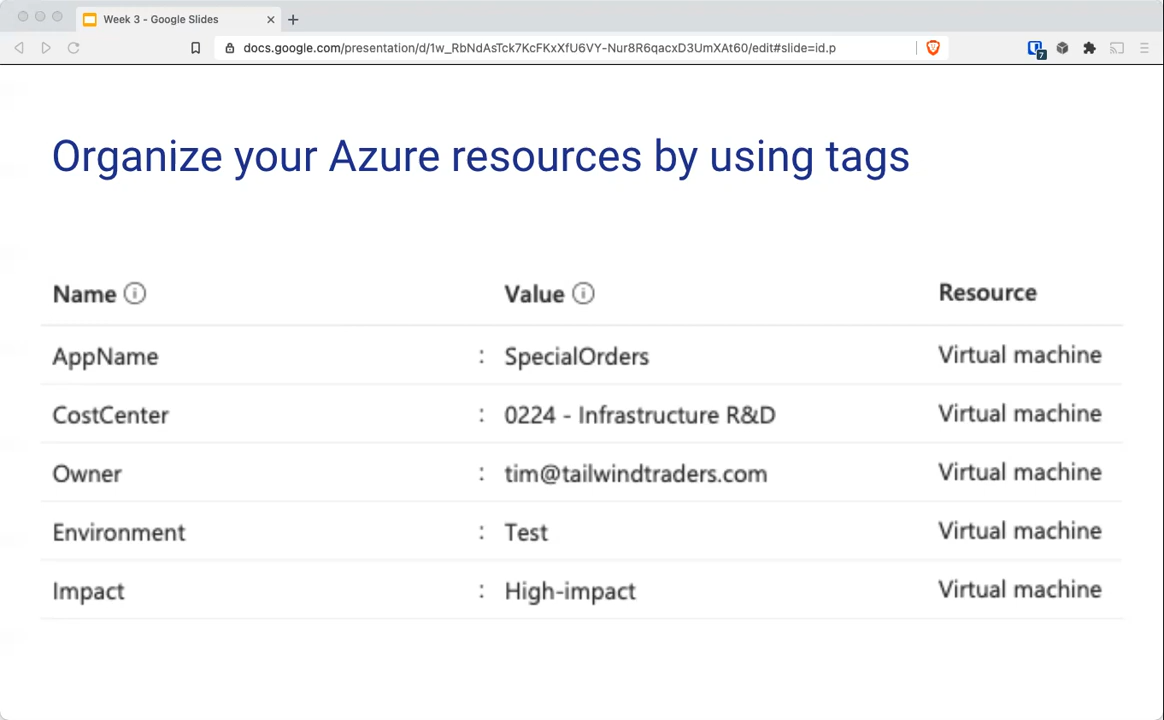 Week 3 - Google Slides
docs.google.com/presentation/d/1w_RbNdAsTck7KcFKxXfU6VY-Nur8R6qacxD3UmXAt60/edit#slide=id.p
7
Organize your Azure resources by using tags
Name Value Resource
AppName : SpecialOrders Virtual machine
CostCenter : 0224 - Infrastructure R&D Virtual machine
Owner : tim@tailwindtraders.com Virtual machine
Environment : Test Virtual machine
Impact : High-impact Virtual machine